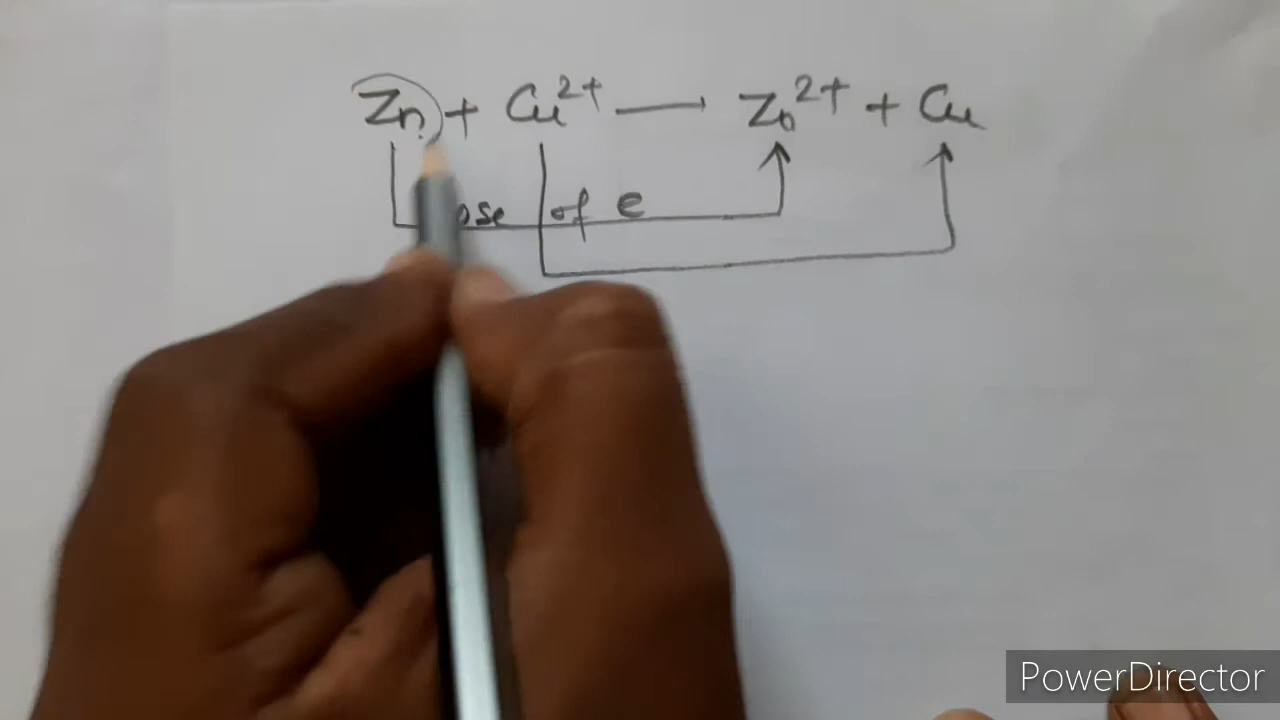 Zn + Cu²⁺ ⟶ Zn²⁺ + Cu
of e
PowerDirector